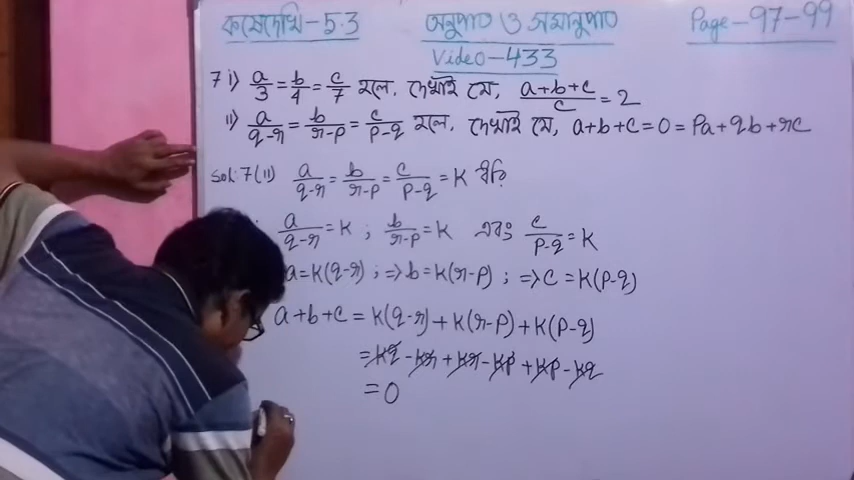 কষেদেখি-5.3 অনুপাত ও সমানুপাত Page-97-99
Video-433
7 i) a/3 = b/4 = c/7 হলে, দেখাই যে, (a+b+c)/c = 2
ii) a/(q-r) = b/(r-p) = c/(p-q) হলে, দেখাই যে, a+b+c=0=Pa+qb+rc
Sol: 7(ii) a/(q-r) = b/(r-p) = c/(p-q) = K ধরি
a/(q-r) = K ; b/(r-p) = K এবং c/(p-q) = K
a=K(q-r) ; ⇒ b=K(r-p) ; ⇒ c=K(p-q)
a+b+c = K(q-r)+K(r-p)+K(p-q)
= Kq-Kr+Kr-Kp+Kp-Kq
= 0